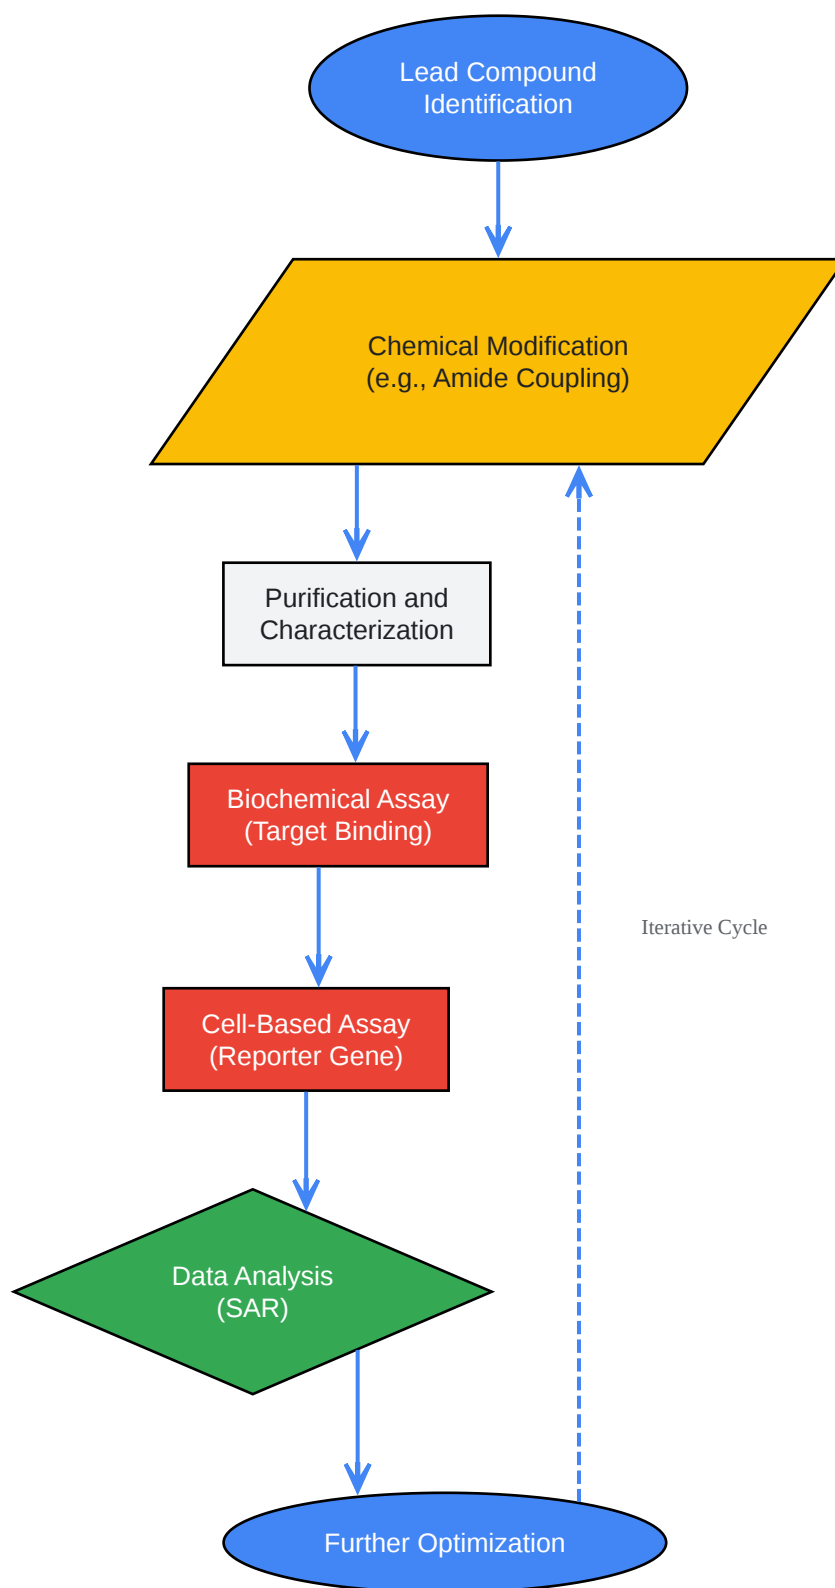 Lead Compound
Identification
Chemical Modification
(e.g., Amide Coupling)
Purification and
Characterization
Biochemical Assay
(Target Binding)
Iterative Cycle
Cell-Based Assay
(Reporter Gene)
Data Analysis
(SAR)
Further Optimization